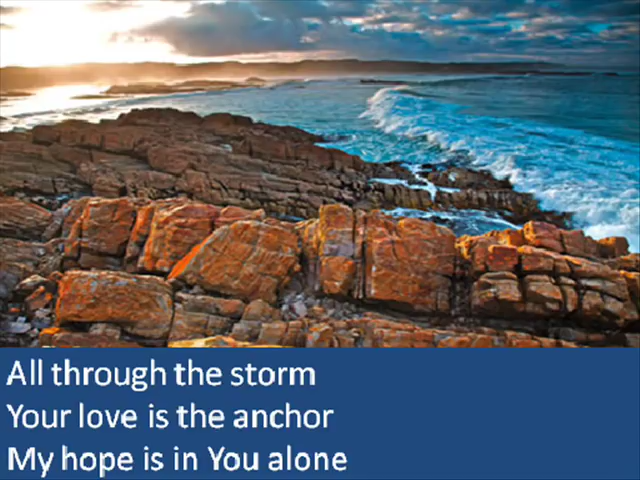 All through the storm
Your love is the anchor
My hope is in You alone